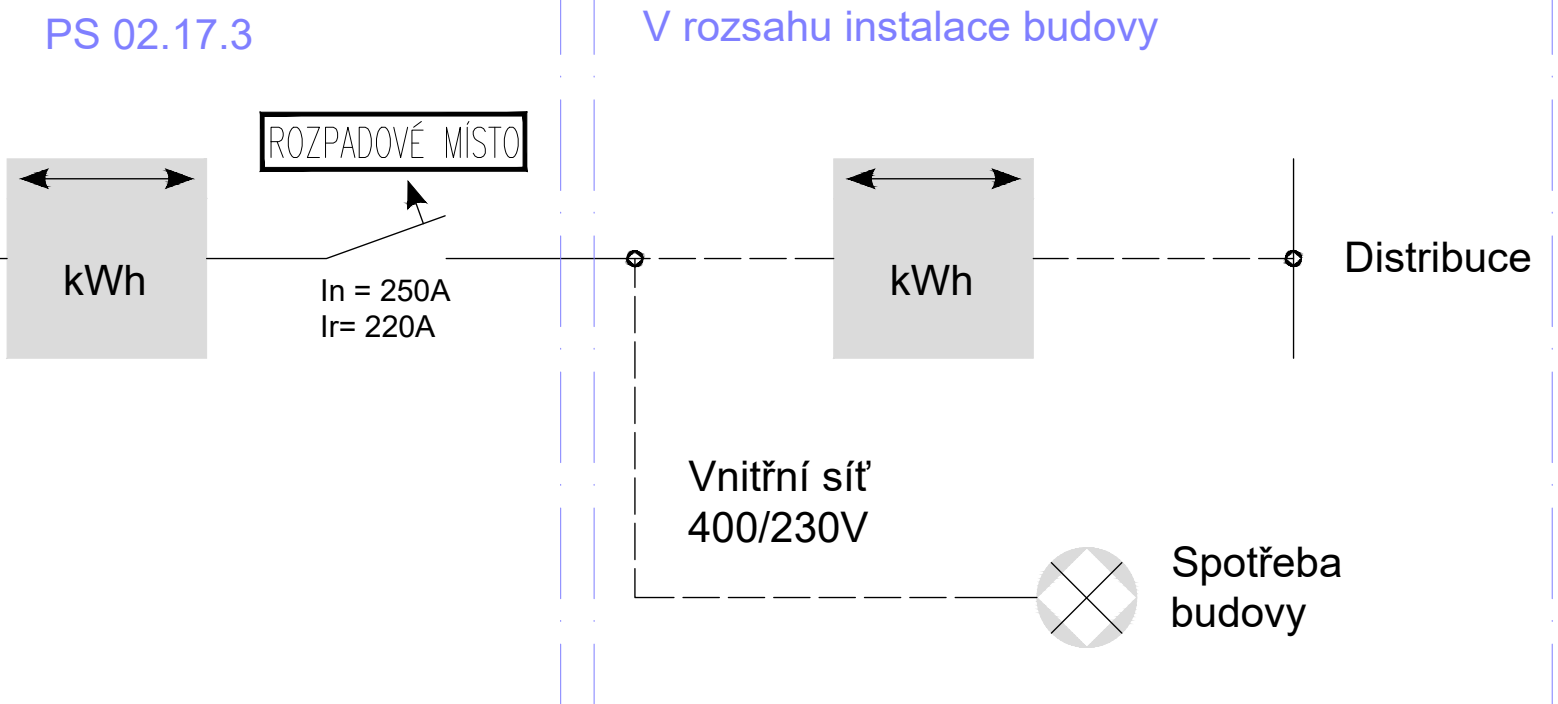 PS 02.17.3
V rozsahu instalace budovy
ROZPADOVÉ MÍSTO
kWh
In = 250A
Ir= 220A
kWh
Distribuce
Vnitřní síť
400/230V
Spotřeba
budovy